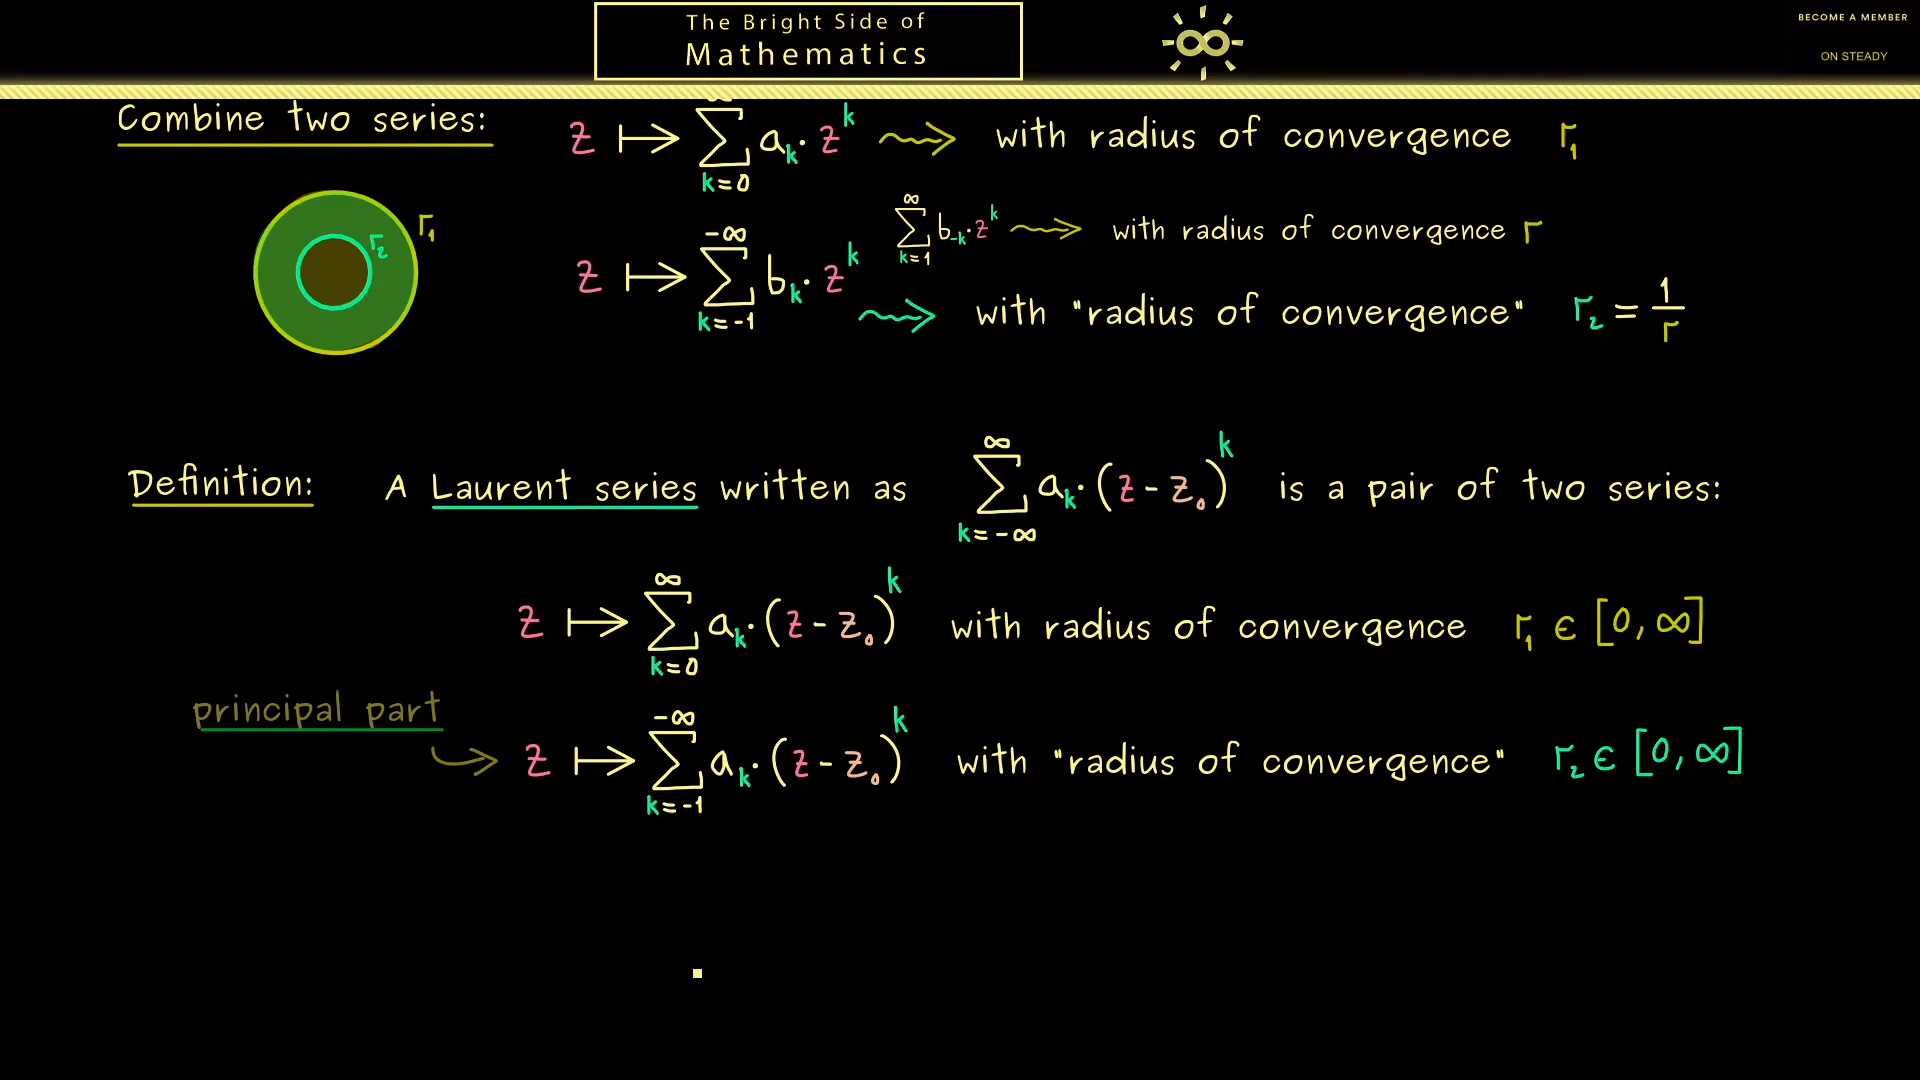 The Bright Side of
Mathematics
BECOME A MEMBER
ON STEADY
Combine two series: z ↦ ∑_{k=0}^{∞} a_k · z^k ⇝ with radius of convergence r_1
r_1
r_2
∑_{k=1}^{∞} b_{-k} · z^k ⇝ with radius of convergence r
z ↦ ∑_{k=-1}^{-∞} b_k · z^k
⇝ with "radius of convergence" r_2 = 1/r
Definition: A Laurent series written as ∑_{k=-∞}^{∞} a_k · (z - z_0)^k is a pair of two series:
z ↦ ∑_{k=0}^{∞} a_k · (z - z_0)^k with radius of convergence r_1 ∈ [0, ∞]
principal part
z ↦ ∑_{k=-1}^{-∞} a_k · (z - z_0)^k with "radius of convergence" r_2 ∈ [0, ∞]